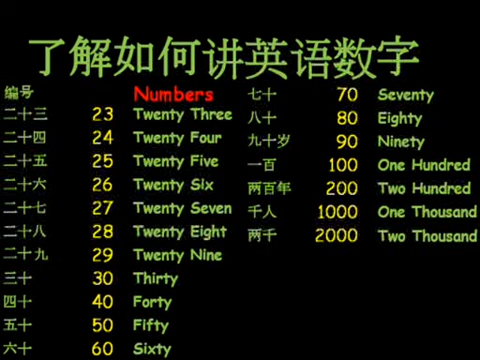 了解如何讲英语数字
编号 Numbers
二十三 23 Twenty Three
二十四 24 Twenty Four
二十五 25 Twenty Five
二十六 26 Twenty Six
二十七 27 Twenty Seven
二十八 28 Twenty Eight
二十九 29 Twenty Nine
三十 30 Thirty
四十 40 Forty
五十 50 Fifty
六十 60 Sixty
七十 70 Seventy
八十 80 Eighty
九十岁 90 Ninety
一百 100 One Hundred
两百年 200 Two Hundred
千人 1000 One Thousand
两千 2000 Two Thousand